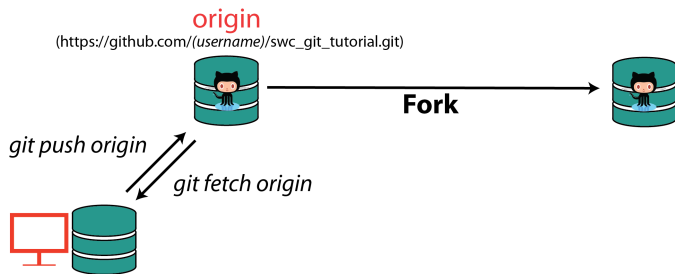 origin
(https://github.com/(username)/swc_git_tutorial.git)
Fork
git push origin
git fetch origin